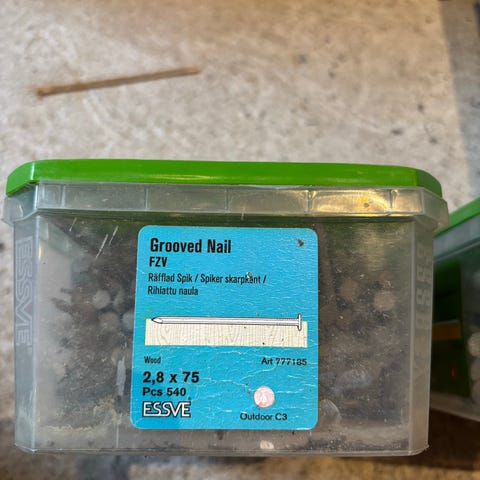 Grooved Nail
FZV
Räfflad Spik / Spiker skarpkant /
Rihlattu naula
Wood
Art 777185
2,8 x 75
Pcs 540
ESSVE
Outdoor C3
ESSVE